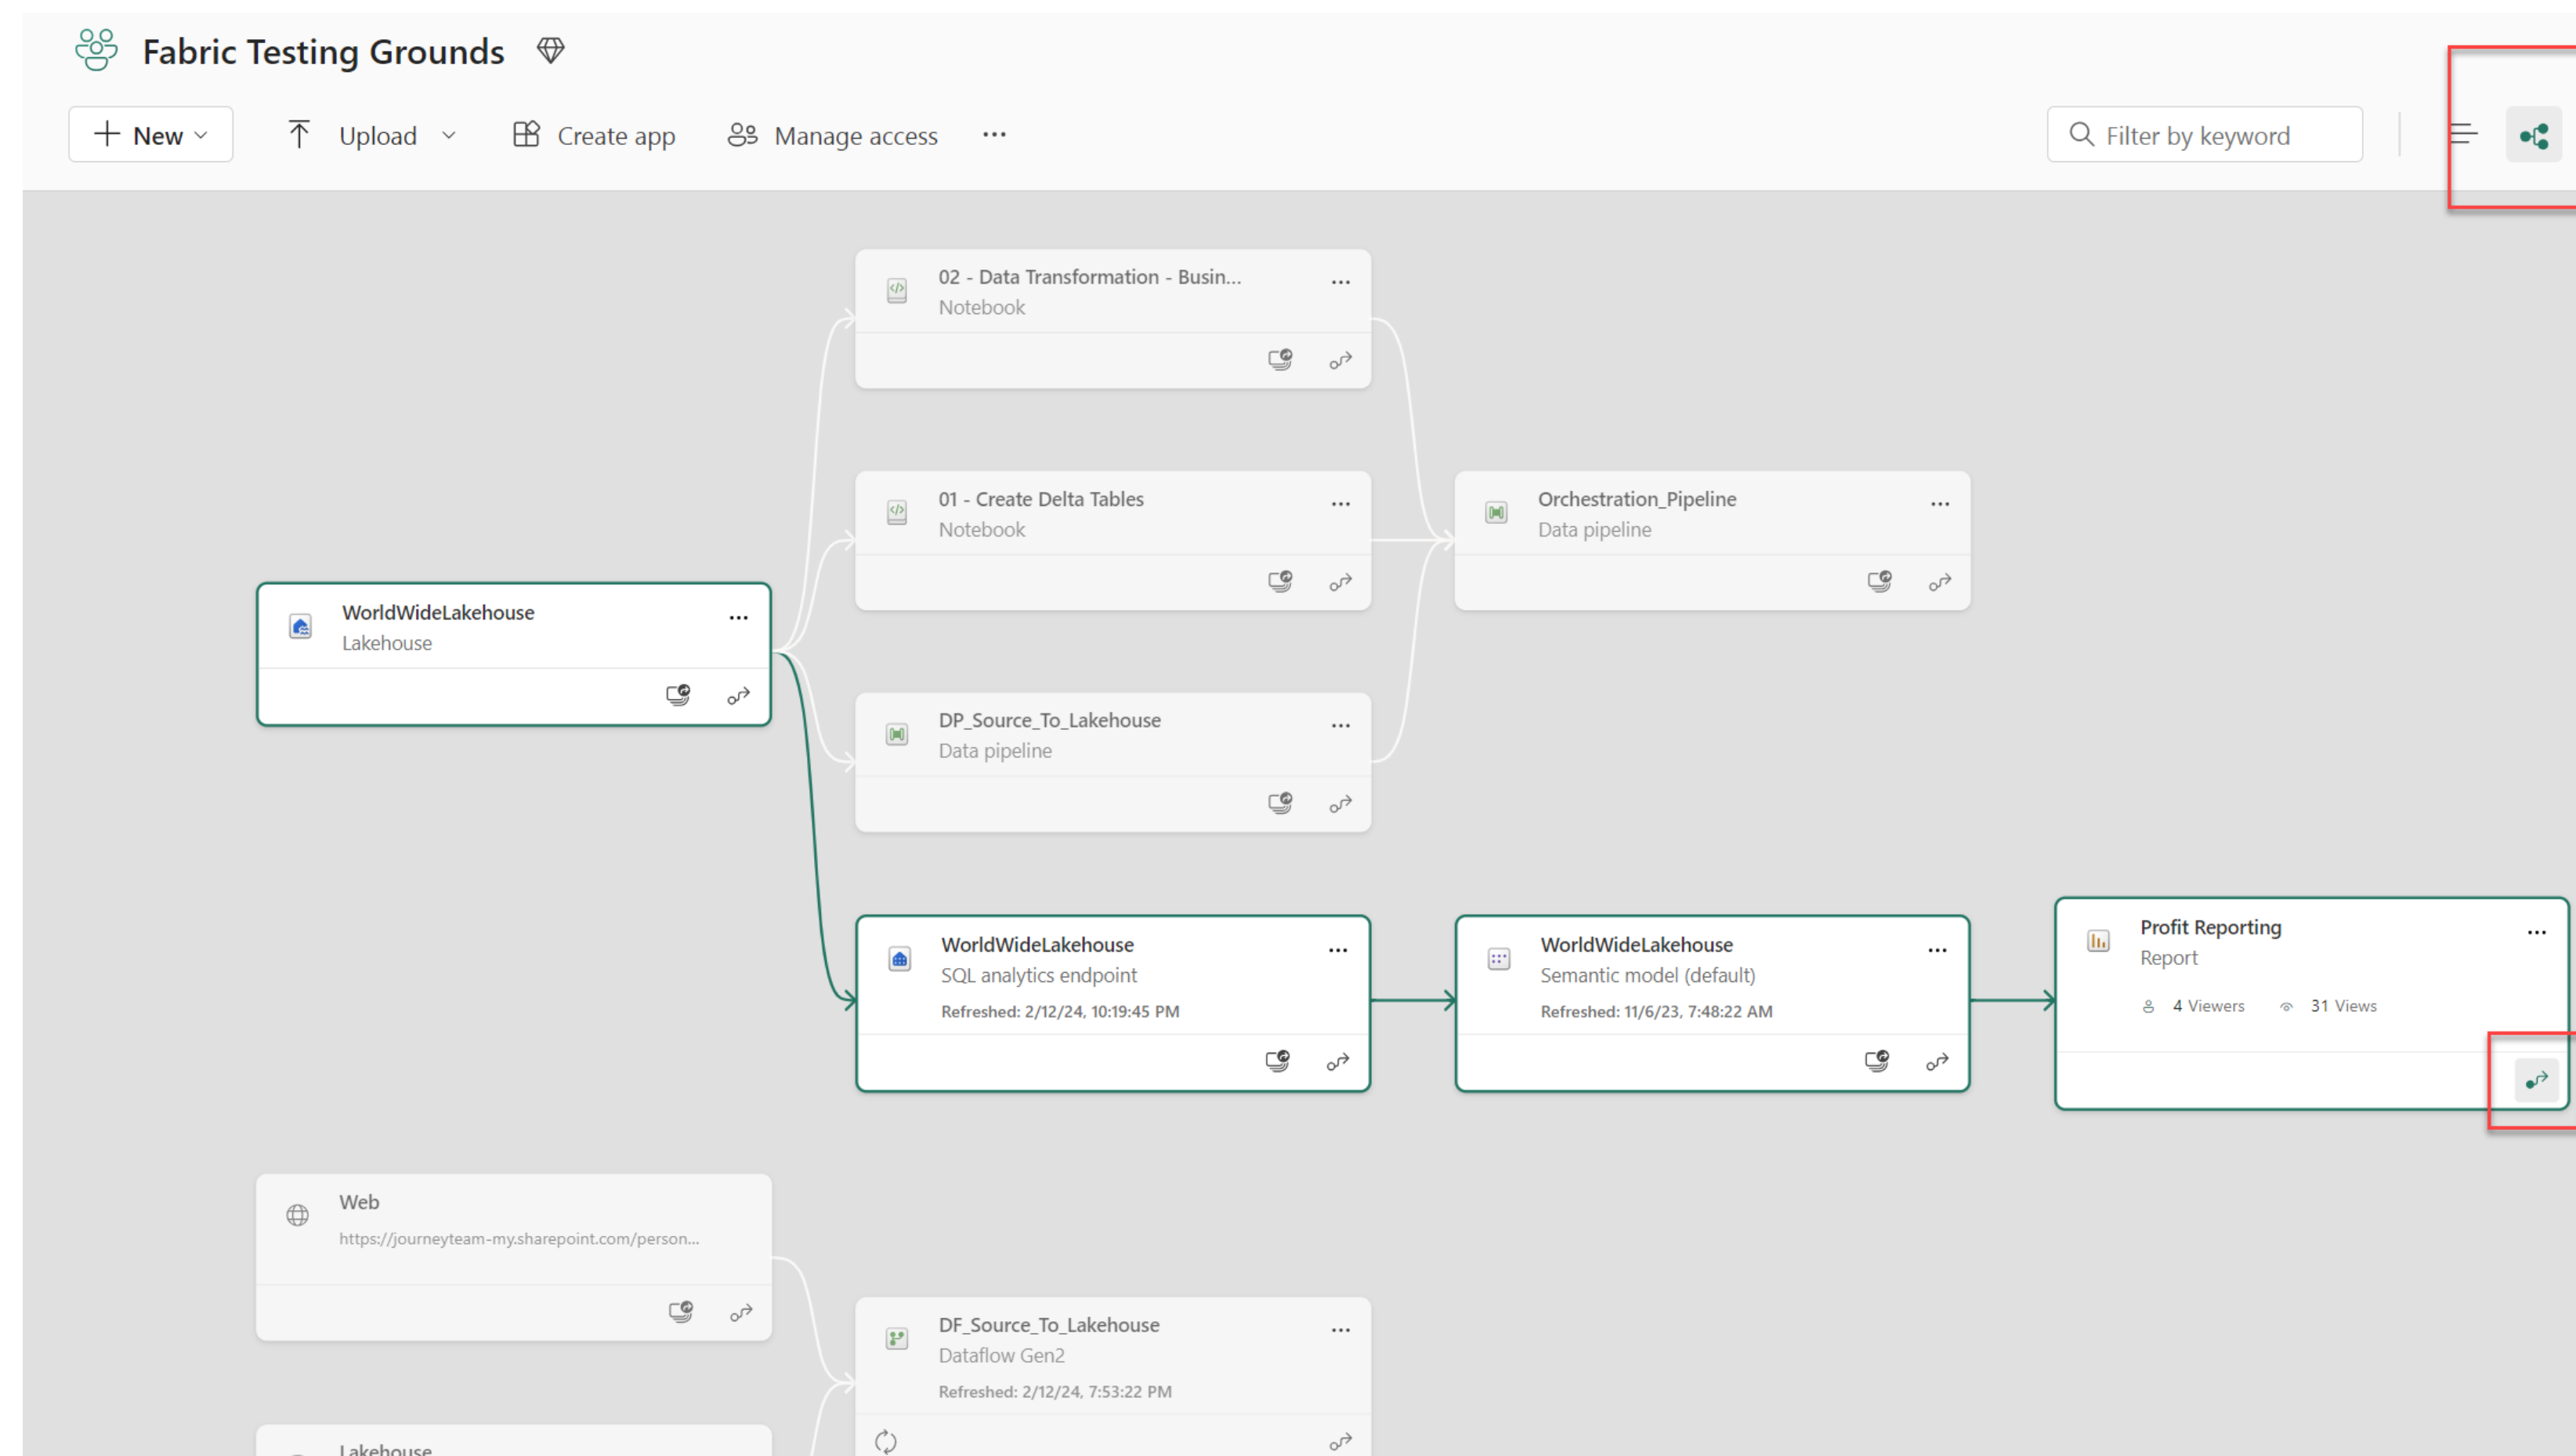 Fabric Testing Grounds
New
Upload
Create app
Manage access
Filter by keyword
02 - Data Transformation - Busin...
Notebook
01 - Create Delta Tables
Notebook
Orchestration_Pipeline
Data pipeline
WorldWideLakehouse
Lakehouse
DP_Source_To_Lakehouse
Data pipeline
WorldWideLakehouse
SQL analytics endpoint
Refreshed: 2/12/24, 10:19:45 PM
WorldWideLakehouse
Semantic model (default)
Refreshed: 11/6/23, 7:48:22 AM
Profit Reporting
Report
4 Viewers
31 Views
Web
https://journeyteam-my.sharepoint.com/person...
DF_Source_To_Lakehouse
Dataflow Gen2
Refreshed: 2/12/24, 7:53:22 PM
Lakehouse